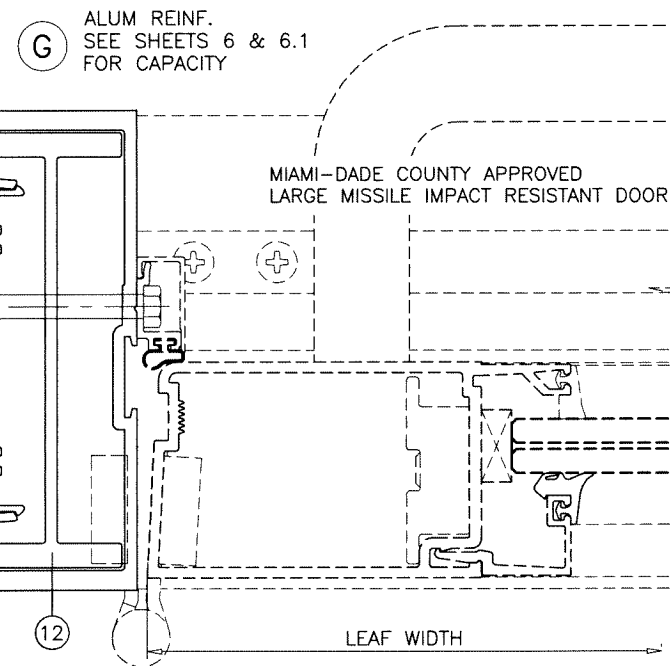 G
ALUM REINF.
SEE SHEETS 6 & 6.1
FOR CAPACITY
MIAMI-DADE COUNTY APPROVED
LARGE MISSILE IMPACT RESISTANT DOOR
12
LEAF WIDTH